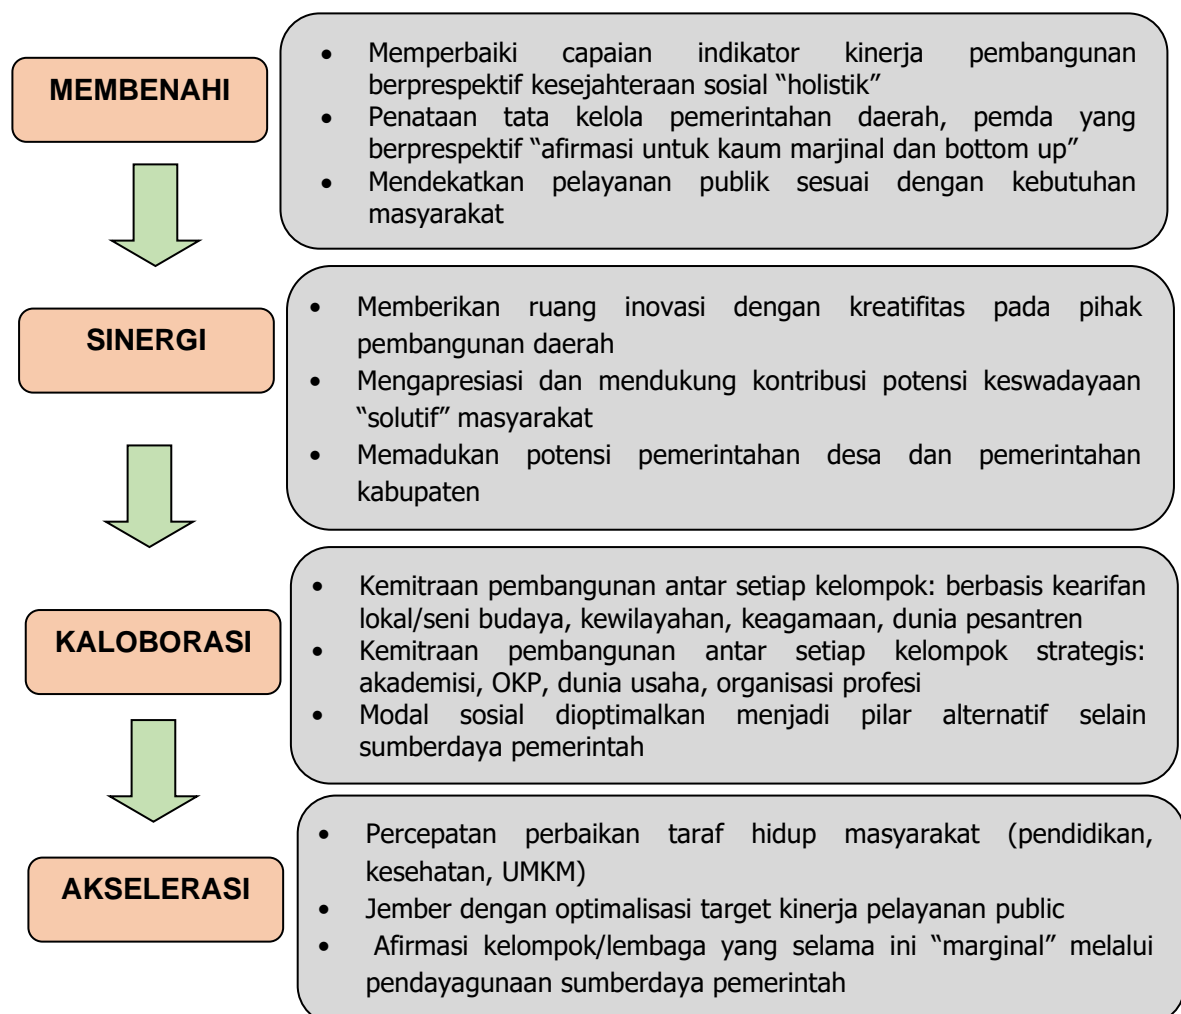 MEMBENAHI
• Memperbaiki capaian indikator kinerja pembangunan
berprespektif kesejahteraan sosial “holistik”
• Penataan tata kelola pemerintahan daerah, pemda yang
berprespektif “afirmasi untuk kaum marjinal dan bottom up”
• Mendekatkan pelayanan publik sesuai dengan kebutuhan
masyarakat
SINERGI
• Memberikan ruang inovasi dengan kreatifitas pada pihak
pembangunan daerah
• Mengapresiasi dan mendukung kontribusi potensi keswadayaan
“solutif” masyarakat
• Memadukan potensi pemerintahan desa dan pemerintahan
kabupaten
KALOBORASI
• Kemitraan pembangunan antar setiap kelompok: berbasis kearifan
lokal/seni budaya, kewilayahan, keagamaan, dunia pesantren
• Kemitraan pembangunan antar setiap kelompok strategis:
akademisi, OKP, dunia usaha, organisasi profesi
• Modal sosial dioptimalkan menjadi pilar alternatif selain
sumberdaya pemerintah
AKSELERASI
• Percepatan perbaikan taraf hidup masyarakat (pendidikan,
kesehatan, UMKM)
• Jember dengan optimalisasi target kinerja pelayanan public
• Afirmasi kelompok/lembaga yang selama ini “marginal” melalui
pendayagunaan sumberdaya pemerintah